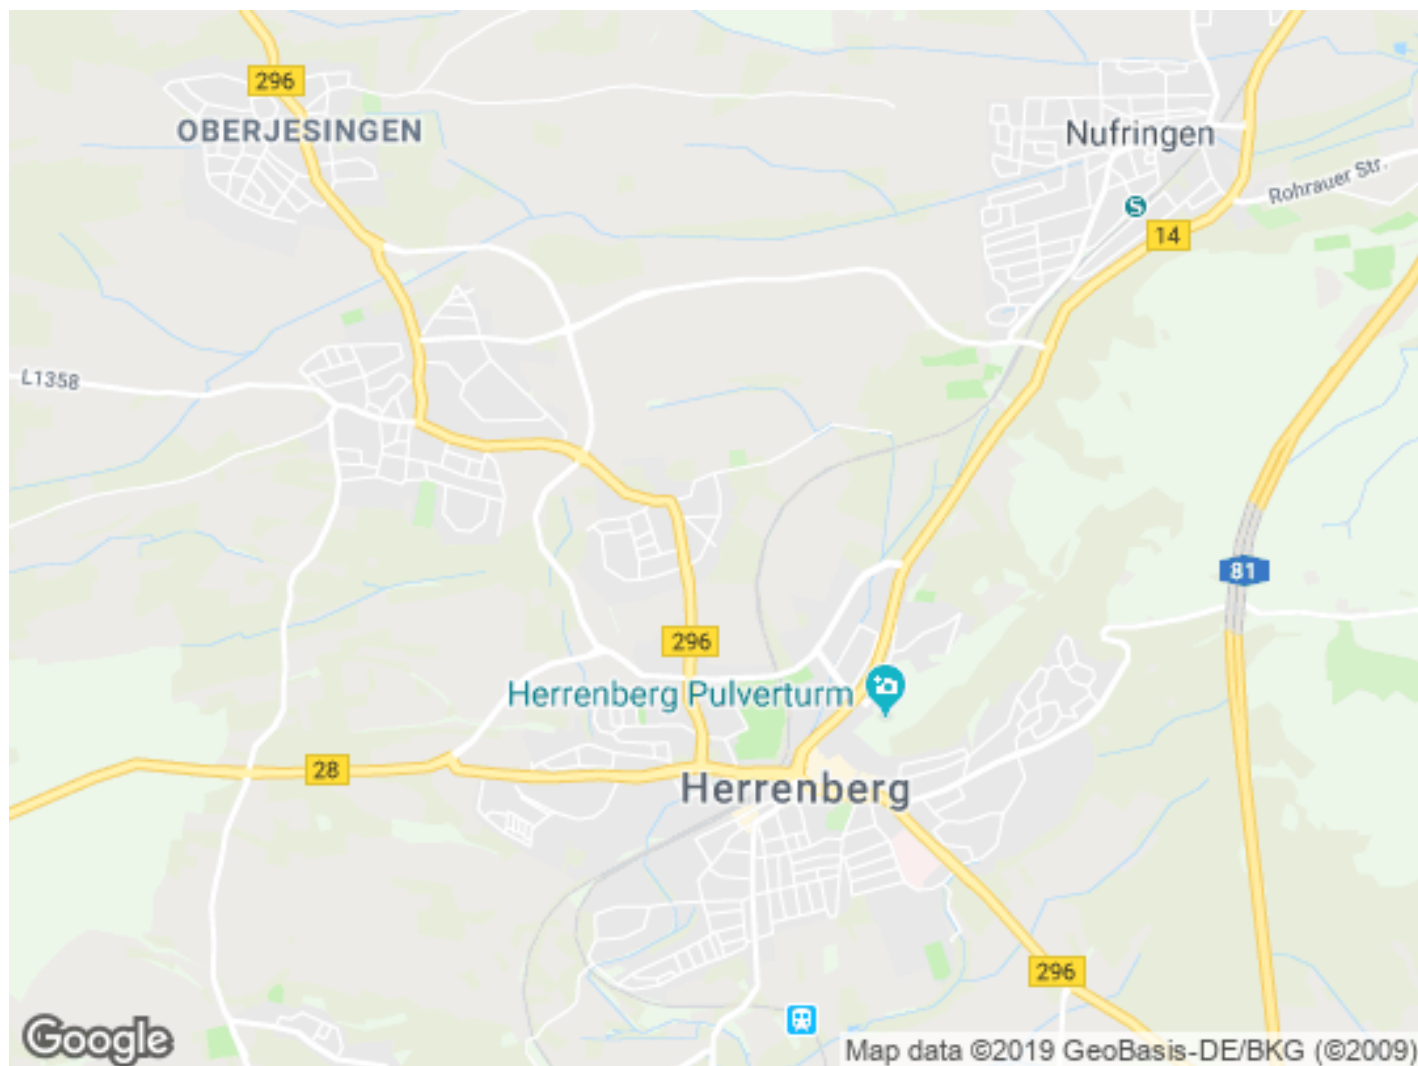 296
OBERJESINGEN
Nufringen
Rohrauer Str.
S
14
L1358
81
296
Herrenberg Pulverturm
28
Herrenberg
296
Google
Map data ©2019 GeoBasis-DE/BKG (©2009)